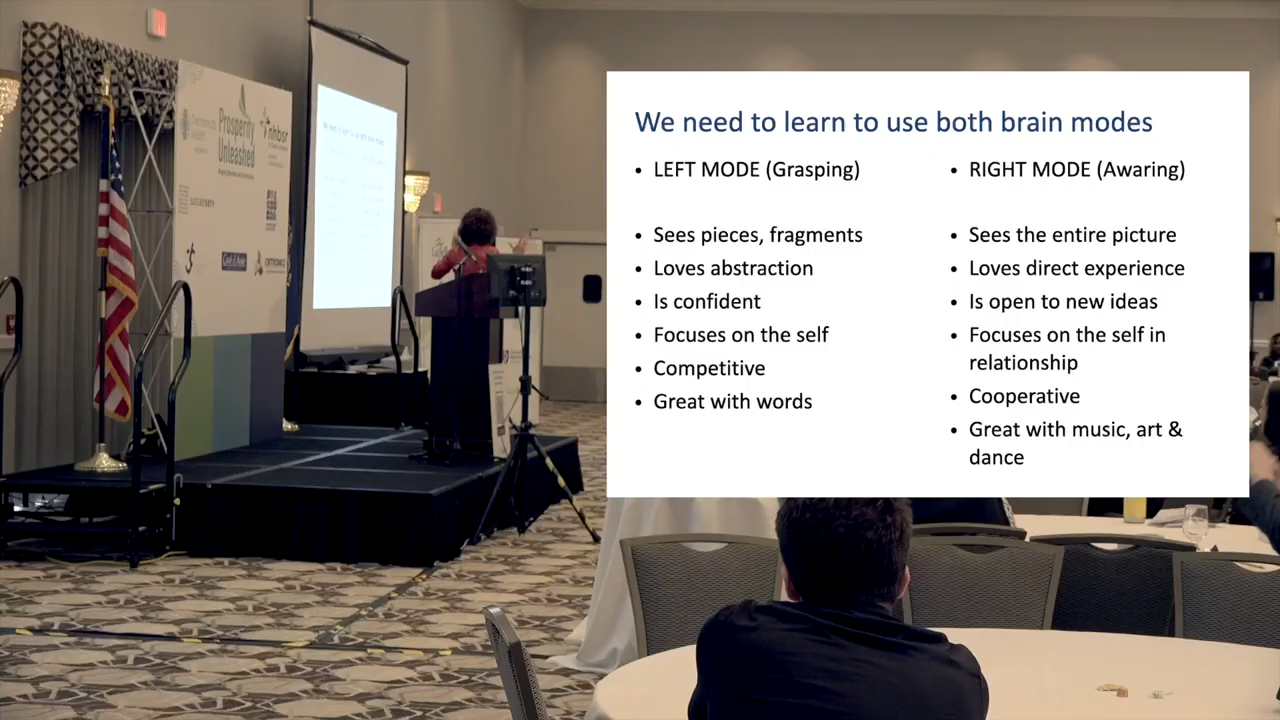 Prosperity
Unleashed
nhbsr
We need to learn to use both brain modes
• LEFT MODE (Grasping)
• Sees pieces, fragments
• Loves abstraction
• Is confident
• Focuses on the self
• Competitive
• Great with words
• RIGHT MODE (Awaring)
• Sees the entire picture
• Loves direct experience
• Is open to new ideas
• Focuses on the self in
relationship
• Cooperative
• Great with music, art &
dance